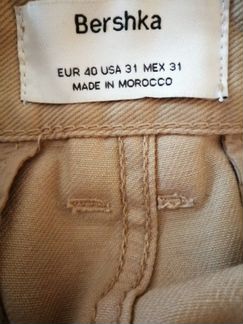 Bershka
EUR 40 USA 31 MEX 31
MADE IN MOROCCO